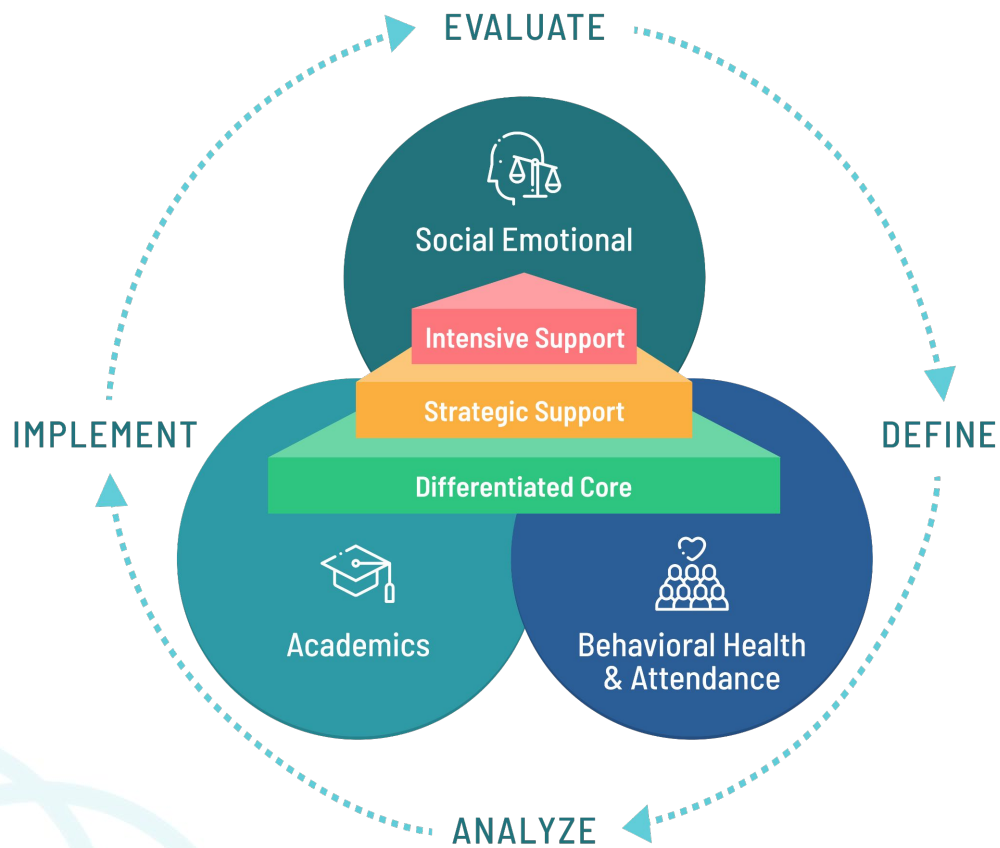 EVALUATE
Social Emotional
Intensive Support
Strategic Support
IMPLEMENT
DEFINE
Differentiated Core
Academics
Behavioral Health
& Attendance
ANALYZE